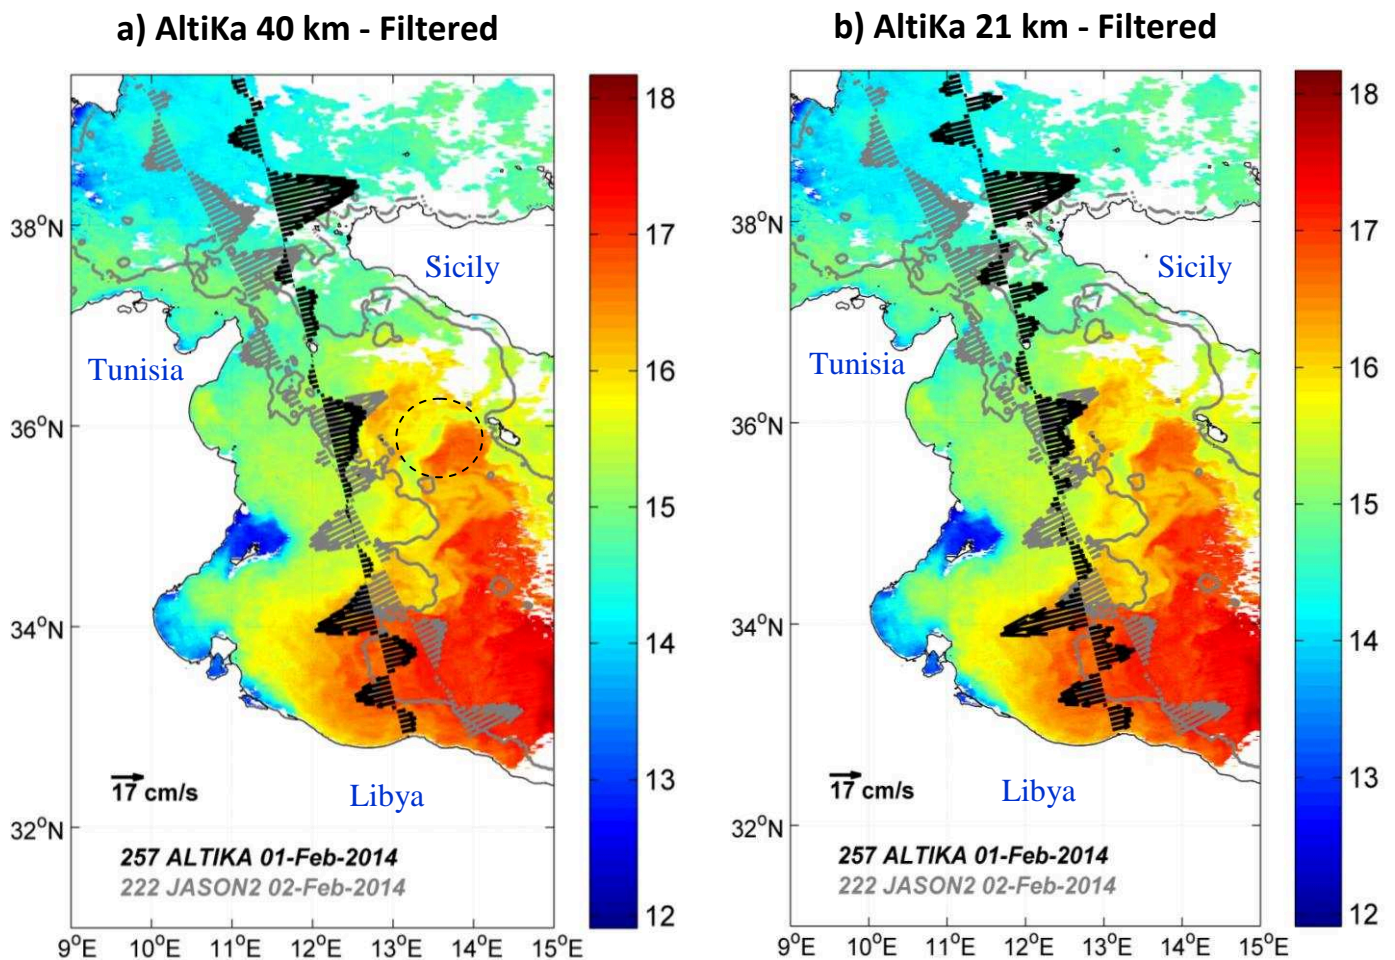 a) AltiKa 40 km - Filtered
b) AltiKa 21 km - Filtered
18
17
16
15
14
13
12
38°N
36°N
34°N
32°N
Sicily
Tunisia
Libya
17 cm/s
257 ALTIKA 01-Feb-2014
222 JASON2 02-Feb-2014
9°E 10°E 11°E 12°E 13°E 14°E 15°E
18
17
16
15
14
13
12
38°N
36°N
34°N
32°N
Sicily
Tunisia
Libya
17 cm/s
257 ALTIKA 01-Feb-2014
222 JASON2 02-Feb-2014
9°E 10°E 11°E 12°E 13°E 14°E 15°E